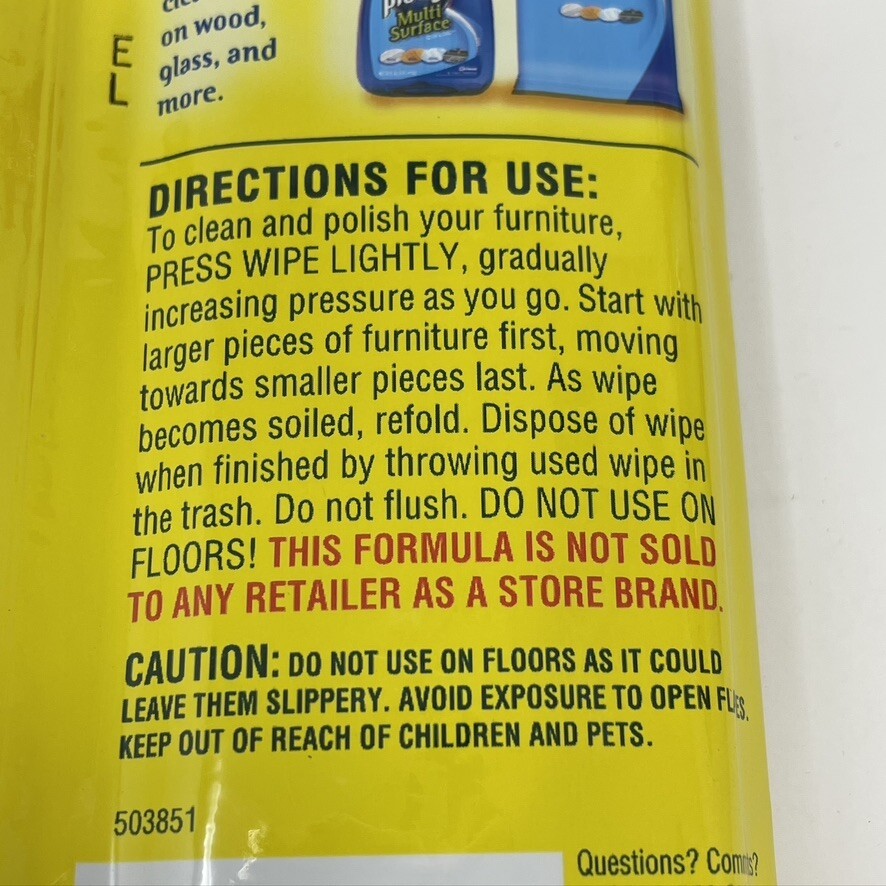 on wood,
glass, and
more.
E
L
Multi
Surface
DIRECTIONS FOR USE:
To clean and polish your furniture,
PRESS WIPE LIGHTLY, gradually
increasing pressure as you go. Start with
larger pieces of furniture first, moving
towards smaller pieces last. As wipe
becomes soiled, refold. Dispose of wipe
when finished by throwing used wipe in
the trash. Do not flush. DO NOT USE ON
FLOORS! THIS FORMULA IS NOT SOLD
TO ANY RETAILER AS A STORE BRAND.
CAUTION: DO NOT USE ON FLOORS AS IT COULD
LEAVE THEM SLIPPERY. AVOID EXPOSURE TO OPEN
KEEP OUT OF REACH OF CHILDREN AND PETS.
503851
Questions?